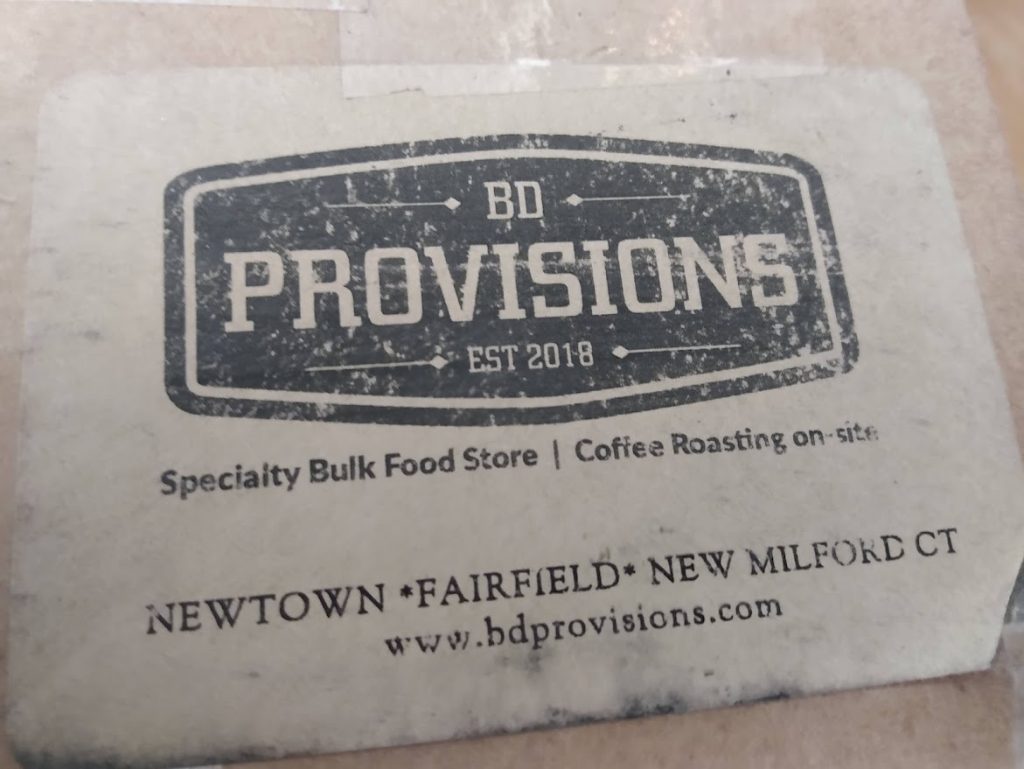 BD
PROVISIONS
EST 2018
Specialty Bulk Food Store | Coffee Roasting on-site
NEWTOWN *FAIRFIELD* NEW MILFORD CT
www.bdprovisions.com